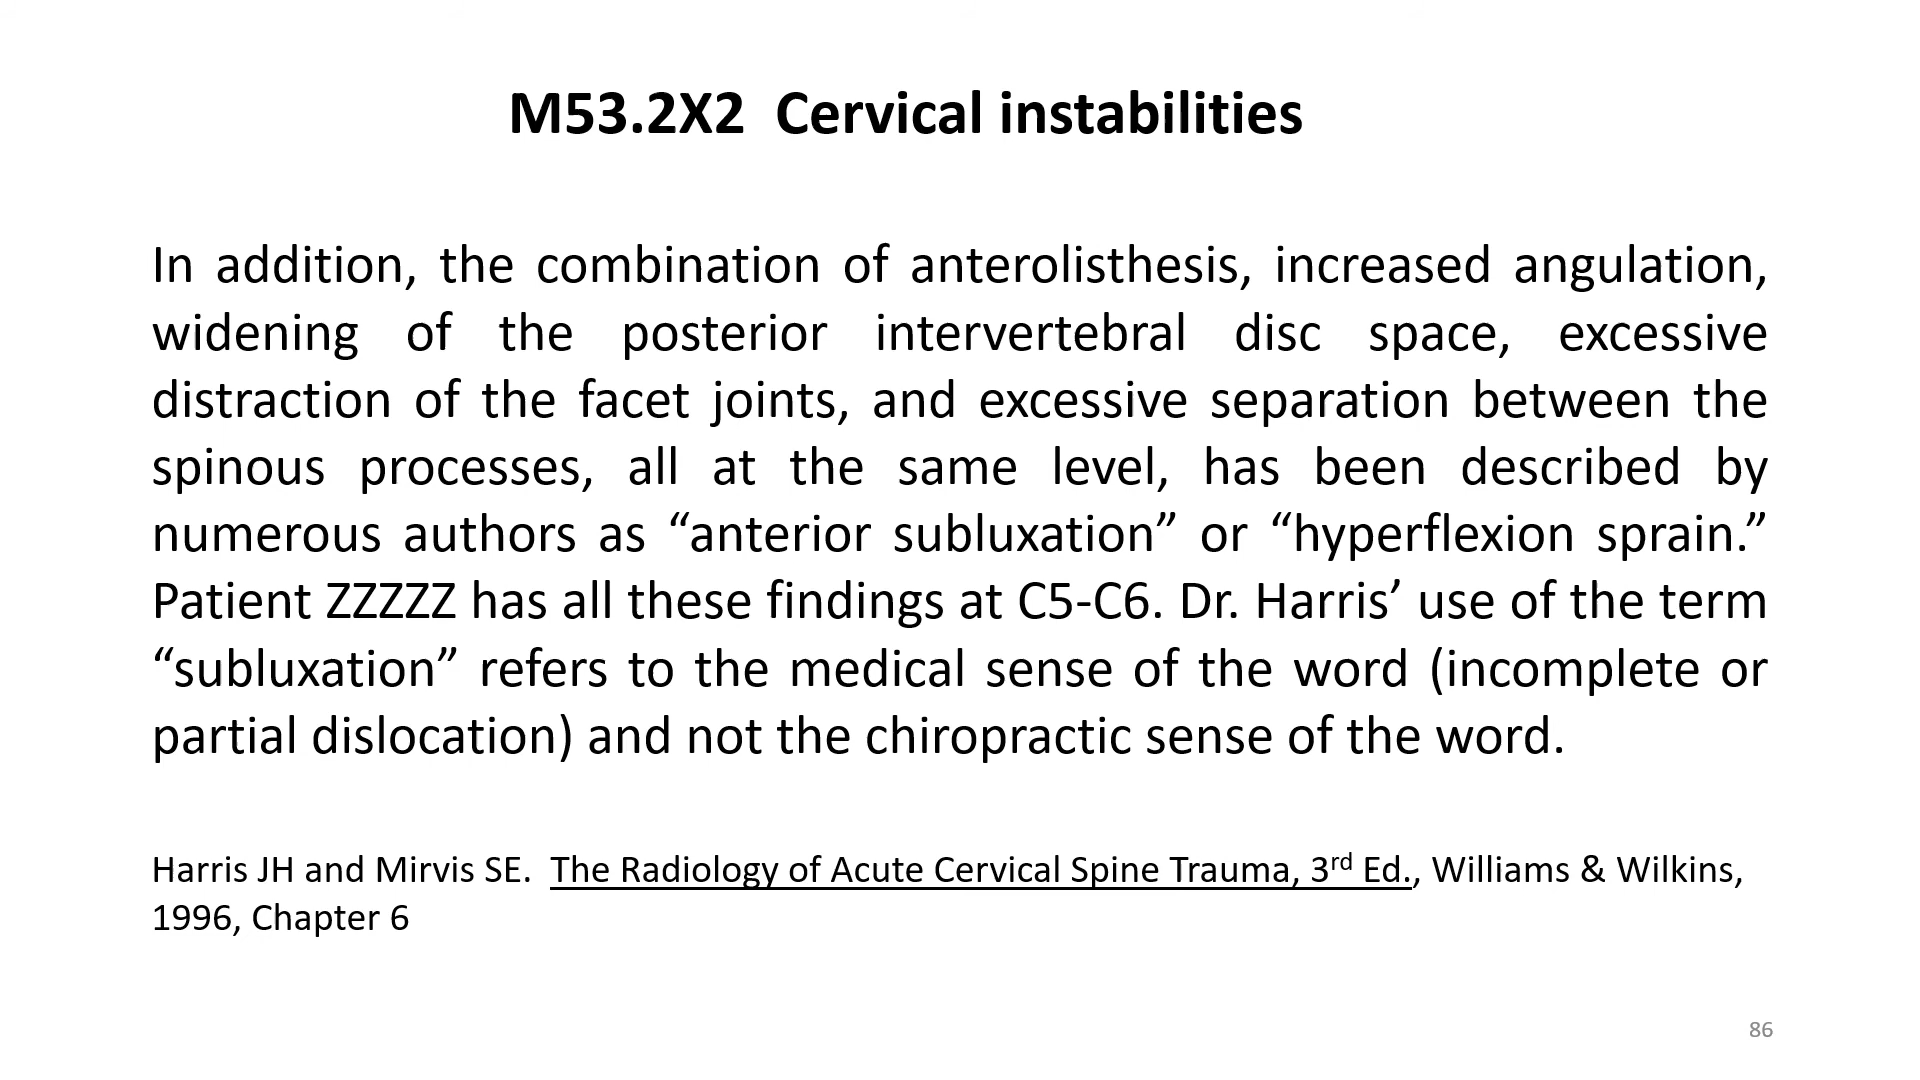 M53.2X2  Cervical instabilities
In addition, the combination of anterolisthesis, increased angulation,
widening of the posterior intervertebral disc space, excessive
distraction of the facet joints, and excessive separation between the
spinous processes, all at the same level, has been described by
numerous authors as “anterior subluxation” or “hyperflexion sprain.”
Patient ZZZZZ has all these findings at C5-C6. Dr. Harris’ use of the term
“subluxation” refers to the medical sense of the word (incomplete or
partial dislocation) and not the chiropractic sense of the word.
Harris JH and Mirvis SE.  The Radiology of Acute Cervical Spine Trauma, 3rd Ed., Williams & Wilkins,
1996, Chapter 6
86